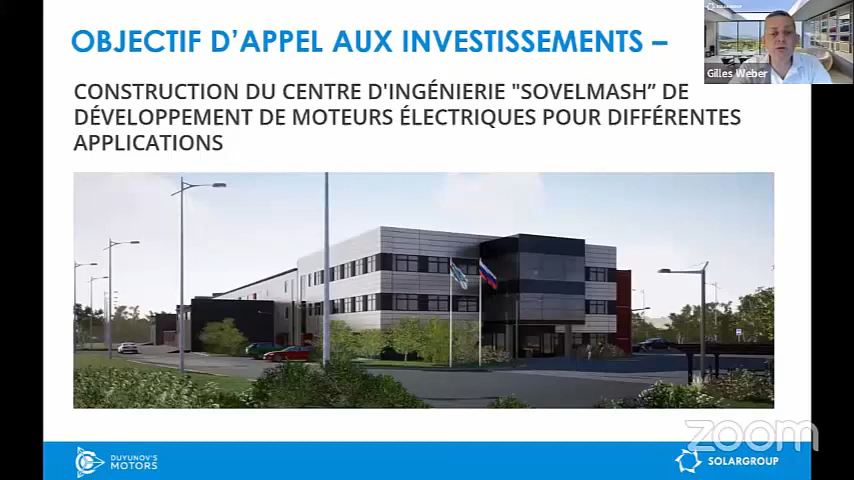 OBJECTIF D'APPEL AUX INVESTISSEMENTS –
Gilles Weber
CONSTRUCTION DU CENTRE D'INGÉNIERIE "SOVELMASH” DE
DÉVELOPPEMENT DE MOTEURS ÉLECTRIQUES POUR DIFFÉRENTES
APPLICATIONS
zoom
DUYUNOV'S
MOTORS
SOLARGROUP